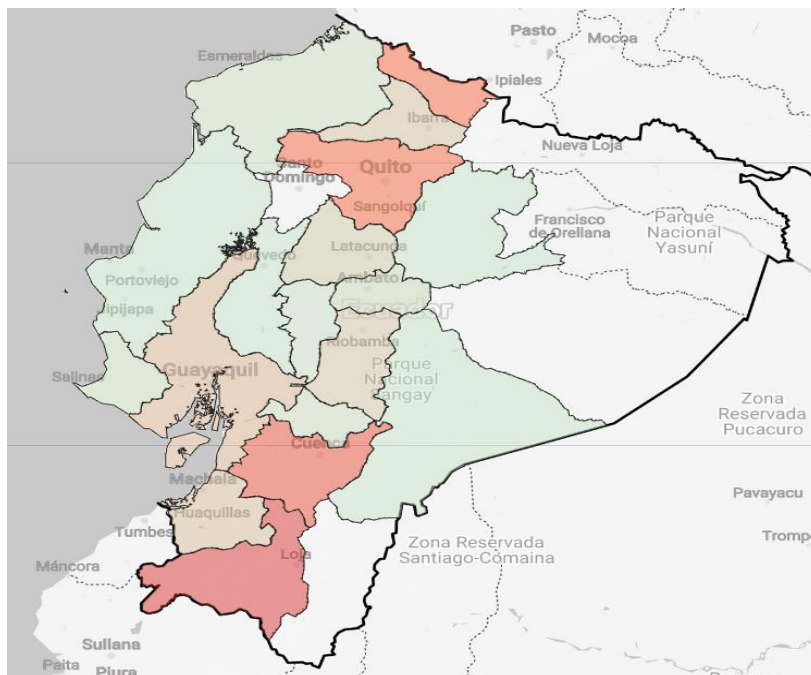 Pasto
Mocoa
Esmeraldas
Ipiales
Ibarra
Nueva Loja
Santo
Domingo
Quito
Sangolquí
Francisco
de Orellana
Parque
Nacional
Yasuní
Manta
Quevedo
Latacunga
Portoviejo
Ambato
Jipijapa
Ecuador
Riobamba
Guayaquil
Salinas
Parque
Nacional
Sangay
Zona
Reservada
Pucacuro
Cuenca
Machala
Huaquillas
Pavayacu
Tumbes
Loja
Zona Reservada
Santiago-Comaina
Tromp
Máncora
Sullana
Paita
Piura